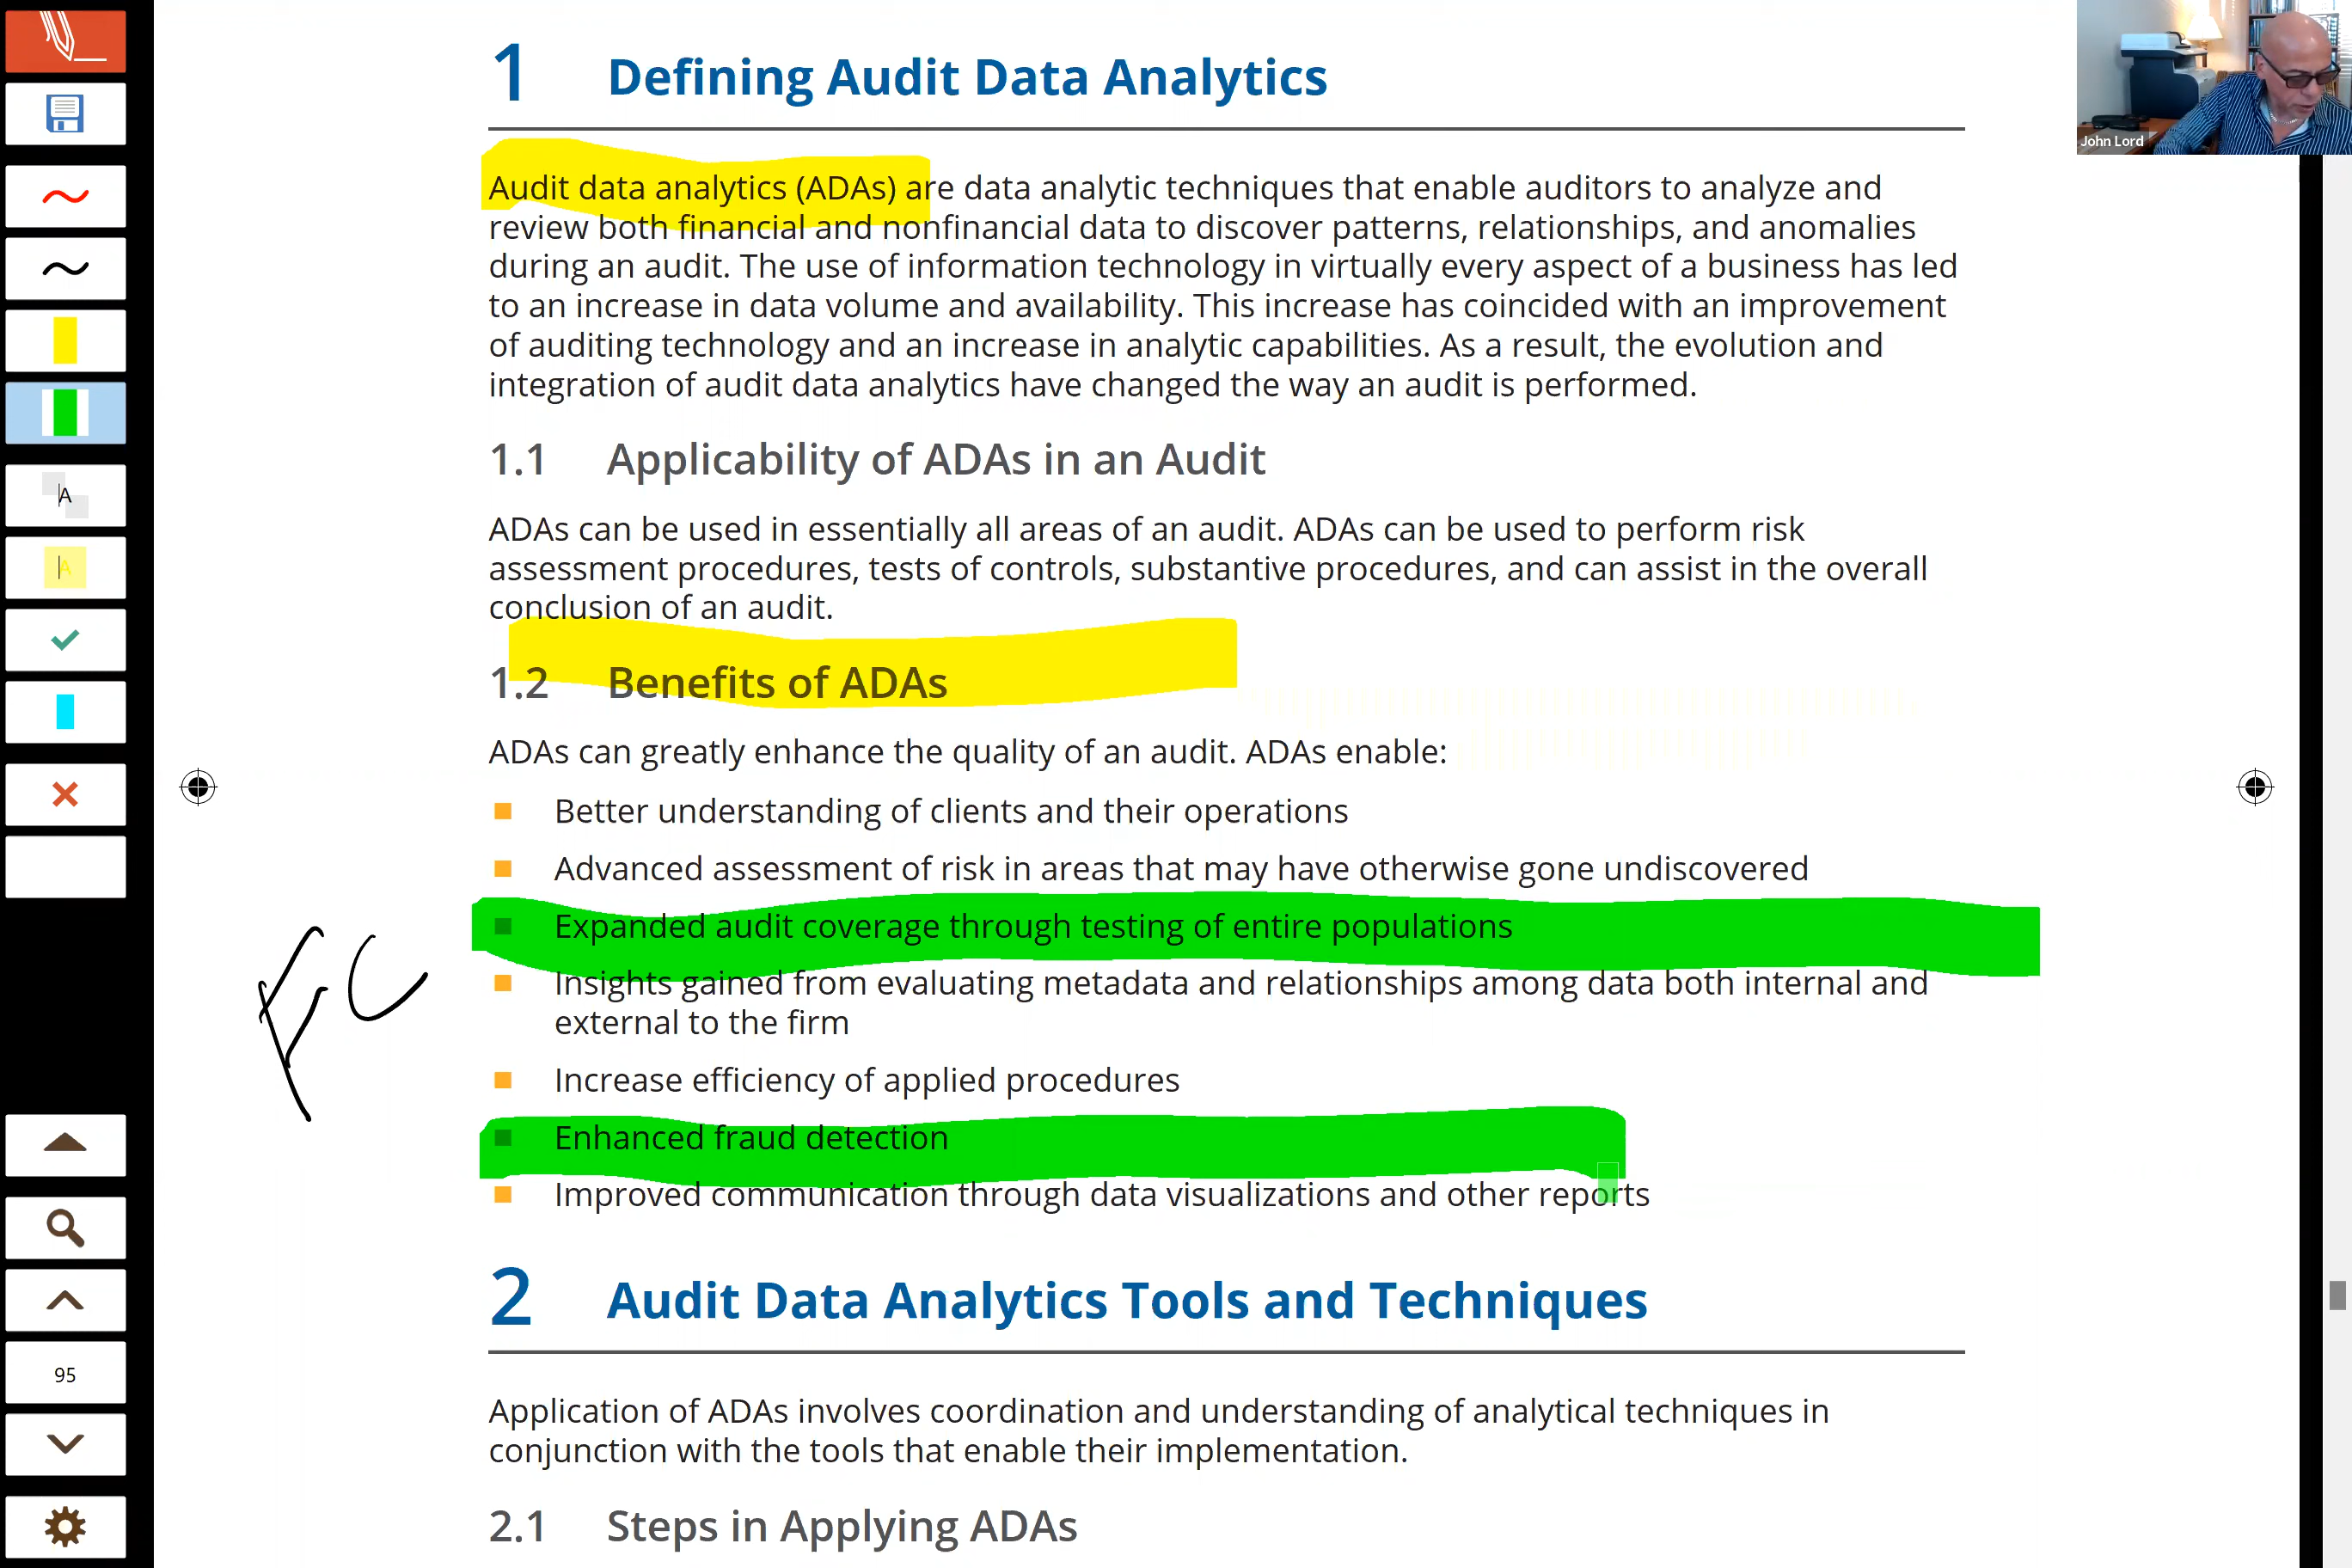 1 Defining Audit Data Analytics
John Lord
Audit data analytics (ADAs) are data analytic techniques that enable auditors to analyze and
review both financial and nonfinancial data to discover patterns, relationships, and anomalies
during an audit. The use of information technology in virtually every aspect of a business has led
to an increase in data volume and availability. This increase has coincided with an improvement
of auditing technology and an increase in analytic capabilities. As a result, the evolution and
integration of audit data analytics have changed the way an audit is performed.
1.1 Applicability of ADAs in an Audit
ADAs can be used in essentially all areas of an audit. ADAs can be used to perform risk
assessment procedures, tests of controls, substantive procedures, and can assist in the overall
conclusion of an audit.
1.2 Benefits of ADAs
ADAs can greatly enhance the quality of an audit. ADAs enable:
Better understanding of clients and their operations
Advanced assessment of risk in areas that may have otherwise gone undiscovered
Expanded audit coverage through testing of entire populations
Insights gained from evaluating metadata and relationships among data both internal and
external to the firm
Increase efficiency of applied procedures
Enhanced fraud detection
Improved communication through data visualizations and other reports
2 Audit Data Analytics Tools and Techniques
Application of ADAs involves coordination and understanding of analytical techniques in
conjunction with the tools that enable their implementation.
2.1 Steps in Applying ADAs
A
A
95